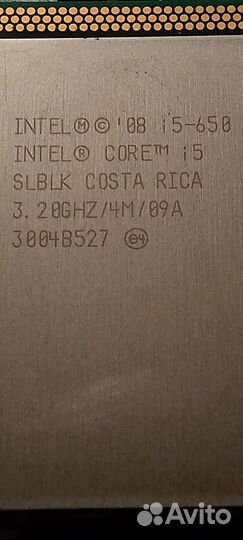 INTEL Ⓜ © '08 i5-650
INTEL® CORE™ i5
SLBLK COSTA RICA
3.20GHZ/4M/09A
3004B527 e4
Avito